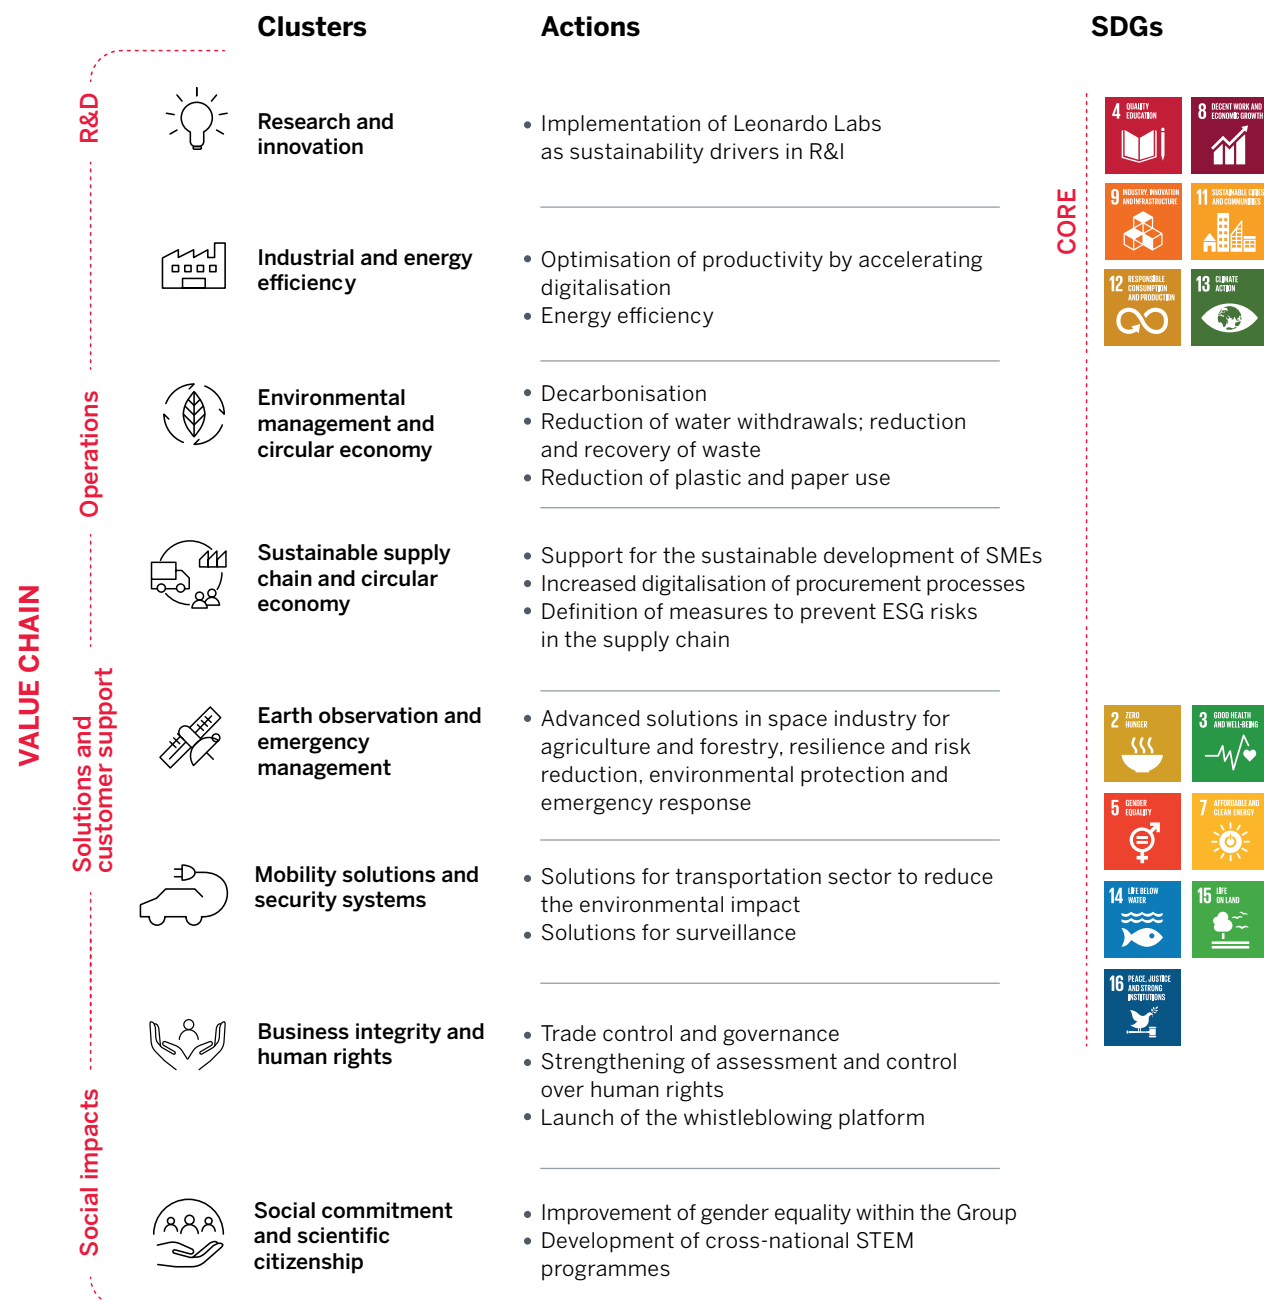 Clusters
Actions
SDGs
VALUE CHAIN
R&D
Research and
innovation
• Implementation of Leonardo Labs
as sustainability drivers in R&I
Operations
Industrial and energy
efficiency
• Optimisation of productivity by accelerating
digitalisation
• Energy efficiency
Environmental
management and
circular economy
• Decarbonisation
• Reduction of water withdrawals; reduction
and recovery of waste
• Reduction of plastic and paper use
Sustainable supply
chain and circular
economy
• Support for the sustainable development of SMEs
• Increased digitalisation of procurement processes
• Definition of measures to prevent ESG risks
in the supply chain
Solutions and
customer support
Earth observation and
emergency
management
• Advanced solutions in space industry for
agriculture and forestry, resilience and risk
reduction, environmental protection and
emergency response
Mobility solutions and
security systems
• Solutions for transportation sector to reduce
the environmental impact
• Solutions for surveillance
Social impacts
Business integrity and
human rights
• Trade control and governance
• Strengthening of assessment and control
over human rights
• Launch of the whistleblowing platform
Social commitment
and scientific
citizenship
• Improvement of gender equality within the Group
• Development of cross-national STEM
programmes
CORE
4 QUALITY
EDUCATION
8 DECENT WORK AND
ECONOMIC GROWTH
9 INDUSTRY, INNOVATION
AND INFRASTRUCTURE
11 SUSTAINABLE CITIES
AND COMMUNITIES
12 RESPONSIBLE
CONSUMPTION
AND PRODUCTION
13 CLIMATE
ACTION
2 ZERO
HUNGER
3 GOOD HEALTH
AND WELL-BEING
5 GENDER
EQUALITY
7 AFFORDABLE AND
CLEAN ENERGY
14 LIFE BELOW
WATER
15 LIFE
ON LAND
16 PEACE, JUSTICE
AND STRONG
INSTITUTIONS